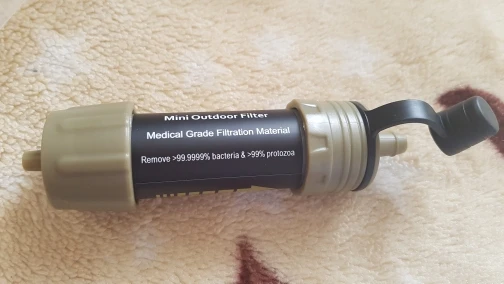 Mini Outdoor Filter
Medical Grade Filtration Material
Remove >99.9999% bacteria & >99% protozoa